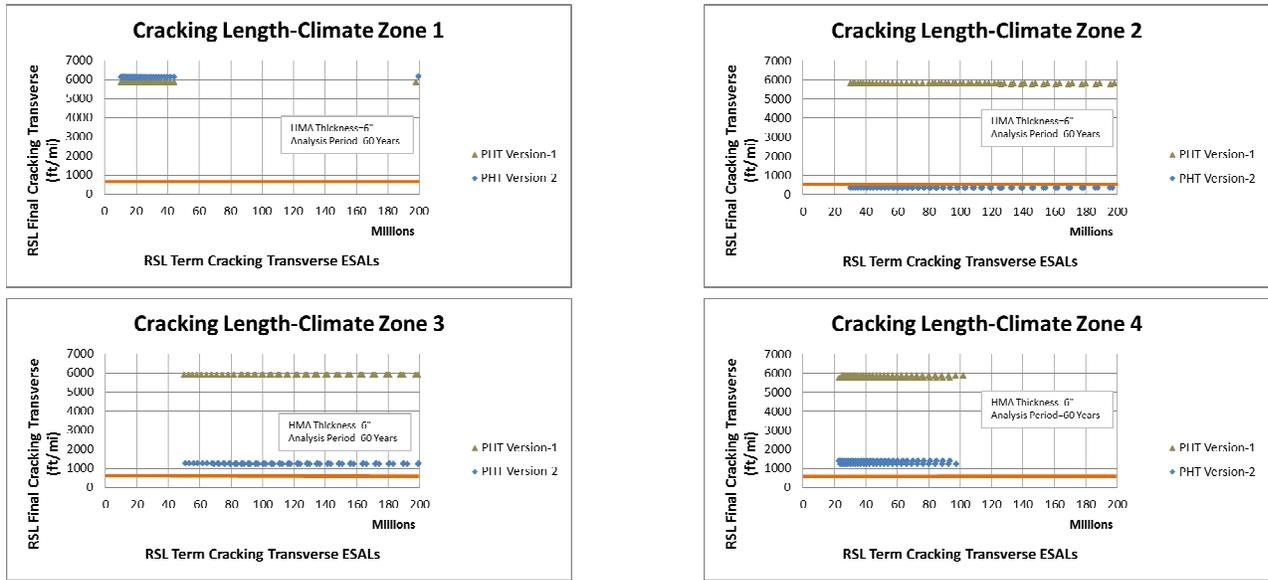 Cracking Length-Climate Zone 1
RSL Final Cracking Transverse
(ft/mi)
7000
6000
5000
4000
3000
2000
1000
0
0 20 40 60 80 100 120 140 160 180 200
Millions
RSL Term Cracking Transverse ESALs
HMA Thickness=6"
Analysis Period 60 Years
PHT Version-1
PHT Version 2
Cracking Length-Climate Zone 2
RSL Final Cracking Transverse
(ft/mi)
7000
6000
5000
4000
3000
2000
1000
0
0 20 40 60 80 100 120 140 160 180 200
Millions
RSL Term Cracking Transverse ESALs
HMA Thickness=6"
Analysis Period 60 Years
PHT Version-1
PHT Version-2
Cracking Length-Climate Zone 3
RSL Final Cracking Transverse
(ft/mi)
7000
6000
5000
4000
3000
2000
1000
0
0 20 40 60 80 100 120 140 160 180 200
Millions
RSL Term Cracking Transverse ESALs
HMA Thickness 6"
Analysis Period 60 Years
PHT Version-1
PHT Version 2
Cracking Length-Climate Zone 4
RSL Final Cracking Transverse
(ft/mi)
7000
6000
5000
4000
3000
2000
1000
0
0 20 40 60 80 100 120 140 160 180 200
Millions
RSL Term Cracking Transverse ESALs
HMA Thickness 6"
Analysis Period=60 Years
PHT Version-1
PHT Version-2